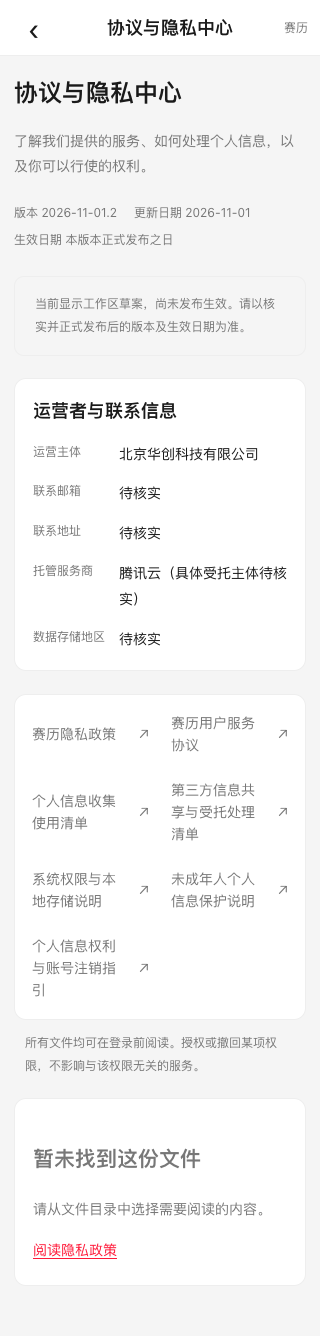 协议与隐私中心
赛历
协议与隐私中心
了解我们提供的服务、如何处理个人信息，以
及你可以行使的权利。
版本 2026-11-01.2 更新日期 2026-11-01
生效日期 本版本正式发布之日
当前显示工作区草案，尚未发布生效。请以核
实并正式发布后的版本及生效日期为准。
运营者与联系信息
运营主体 北京华创科技有限公司
联系邮箱 待核实
联系地址 待核实
托管服务商 腾讯云（具体受托主体待核
实）
数据存储地区 待核实
赛历隐私政策 ↗
赛历用户服务
协议 ↗
个人信息收集
使用清单 ↗
第三方信息共
享与受托处理
清单 ↗
系统权限与本
地存储说明 ↗
未成年人个人
信息保护说明 ↗
个人信息权利
与账号注销指
引 ↗
所有文件均可在登录前阅读。授权或撤回某项权
限，不影响与该权限无关的服务。
暂未找到这份文件
请从文件目录中选择需要阅读的内容。
阅读隐私政策